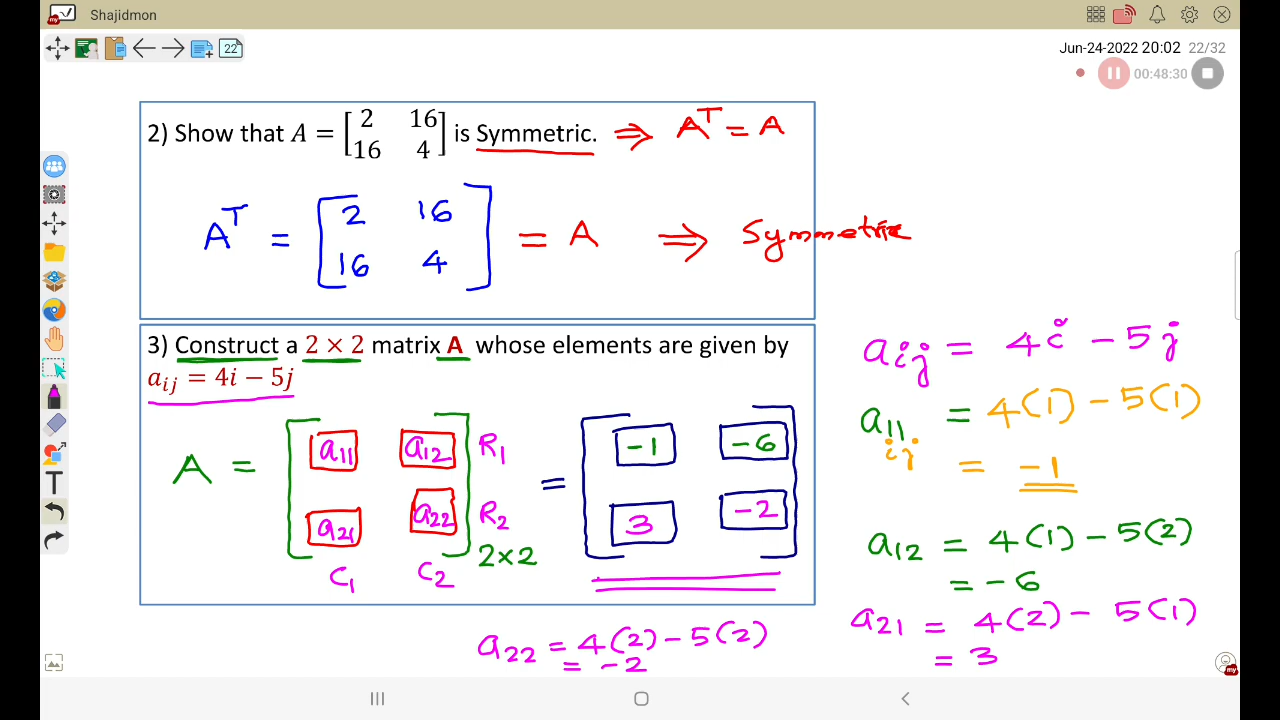 Shajidmon
22
Jun-24-2022 20:02 22/32
00:48:30
2) Show that A = [2 16
16 4] is Symmetric. ⇒ A^T = A
A^T = [2 16
16 4] = A ⇒ Symmetric
3) Construct a 2 × 2 matrix A whose elements are given by
a_ij = 4i − 5j
A = [a11 a12 R1
a21 a22] R2
2×2
C1 C2
= [-1 -6
3 -2]
a_ij = 4i − 5j
a11 = 4(1) − 5(1)
ij = -1
a12 = 4(1) − 5(2)
= -6
a21 = 4(2) − 5(1)
= 3
a22 = 4(2) − 5(2)
= -2
T
my
my